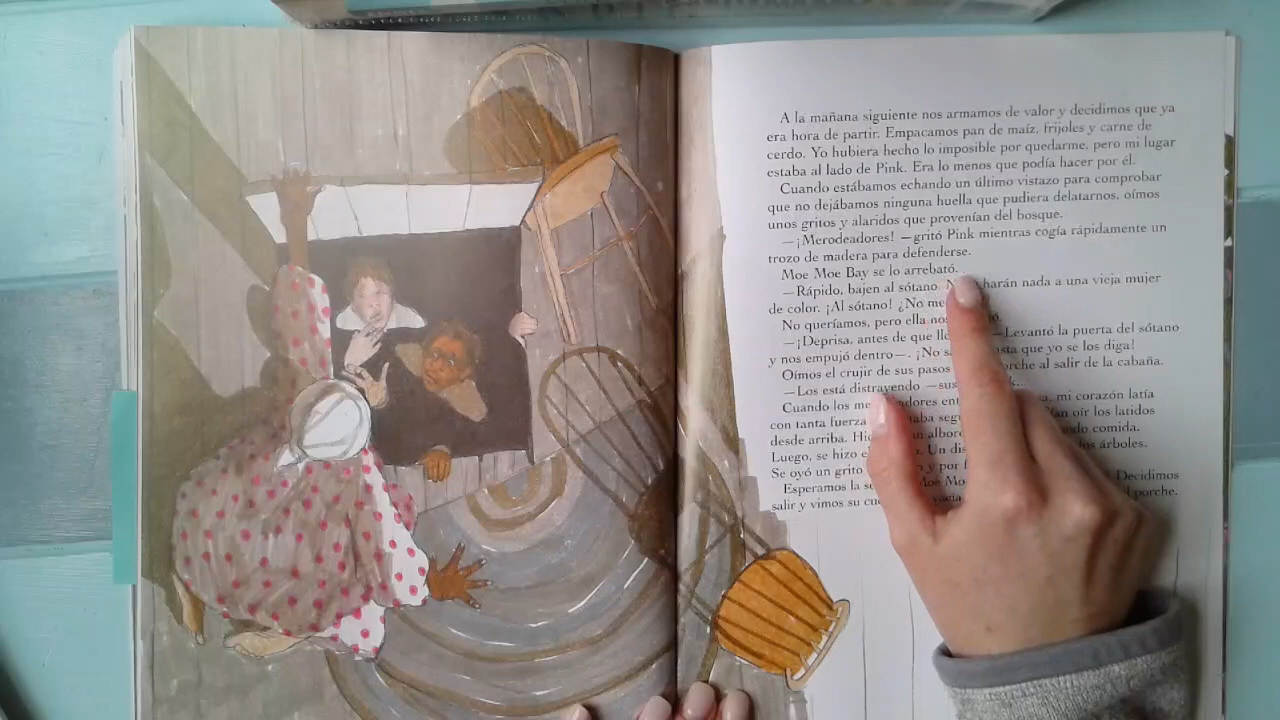 A la mañana siguiente nos armamos de valor y decidimos que ya
era hora de partir. Empacamos pan de maíz, frijoles y carne de
cerdo. Yo hubiera hecho lo imposible por quedarme, pero mi lugar
estaba al lado de Pink. Era lo menos que podía hacer por él.
Cuando estábamos echando un último vistazo para comprobar
que no dejábamos ninguna huella que pudiera delatarnos, oímos
unos gritos y alaridos que provenían del bosque.
—¡Merodeadores! —gritó Pink mientras cogía rápidamente un
trozo de madera para defenderse.
Moe Moe Bay se lo arrebató.
—Rápido, bajen al sótano. harán nada a una vieja mujer
de color. ¡Al sótano! ¿No
No queríamos, pero ella
—¡Deprisa, antes de que —Levantó la puerta del sótano
y nos empujó dentro—. ¡No que yo se los diga!
Oímos el crujir de sus pasos al salir de la cabaña.
—Los está distrayendo
Cuando los mi corazón latía
con tanta fuerza oír los latidos
desde arriba. comida.
Luego, se hizo Un los árboles.
Se oyó un grito y por
Esperamos la Moe Decidimos
salir y vimos su porche.